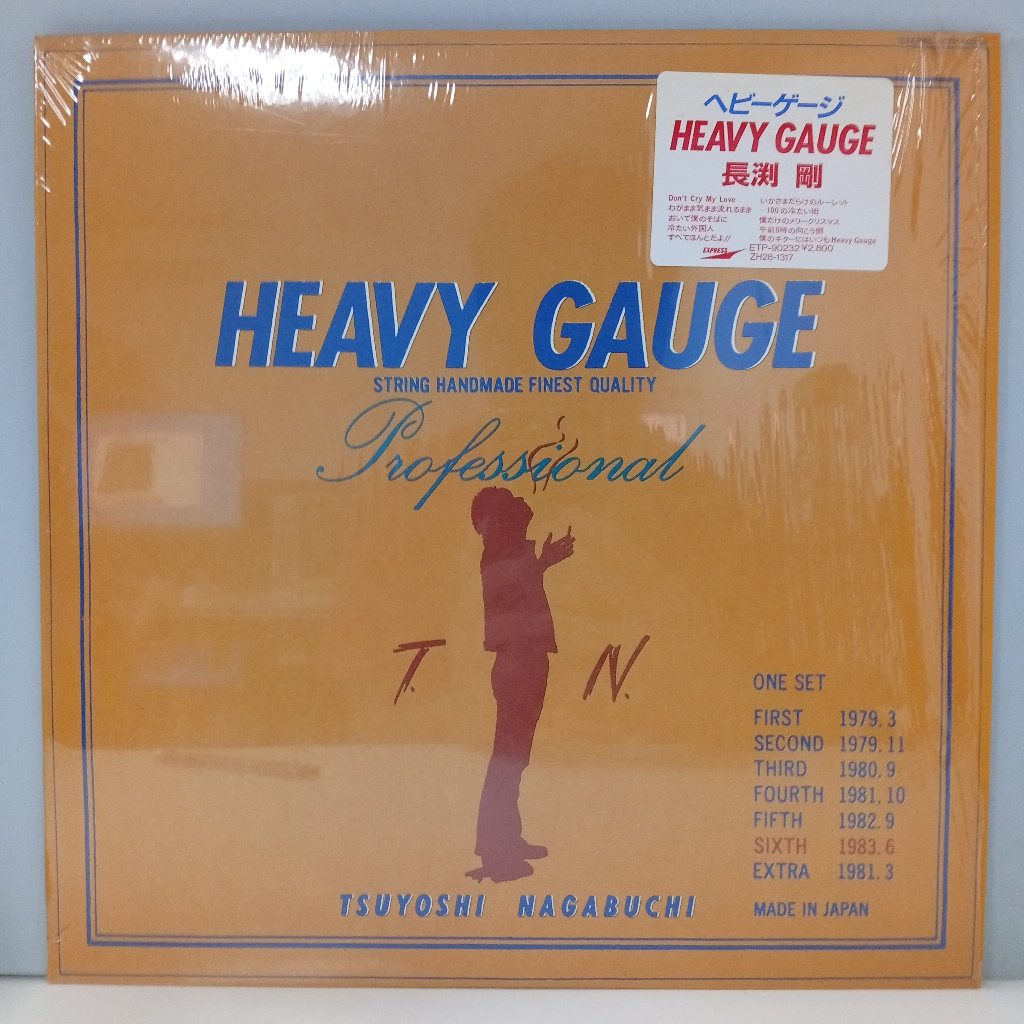 STEREO ETP-90232
ヘビーゲージ
HEAVY GAUGE
長渕 剛
Don't Cry My Love
わがまま気まま流れるまま
おいて僕のそばに
冷たい外国人
すべてほんとだよ!!
いかさまだらけのルーレット
-100°の冷たい街
僕だけのメリークリスマス
午前0時の向こう側
僕のギターにはいつもHeavy Gauge
EXPRESS
ETP-90232 ¥2,800
ZH28-1317
HEAVY GAUGE
STRING HANDMADE FINEST QUALITY
Professional
T. N.
ONE SET
FIRST 1979.3
SECOND 1979.11
THIRD 1980.9
FOURTH 1981.10
FIFTH 1982.9
SIXTH 1983.6
EXTRA 1981.3
TSUYOSHI NAGABUCHI
MADE IN JAPAN